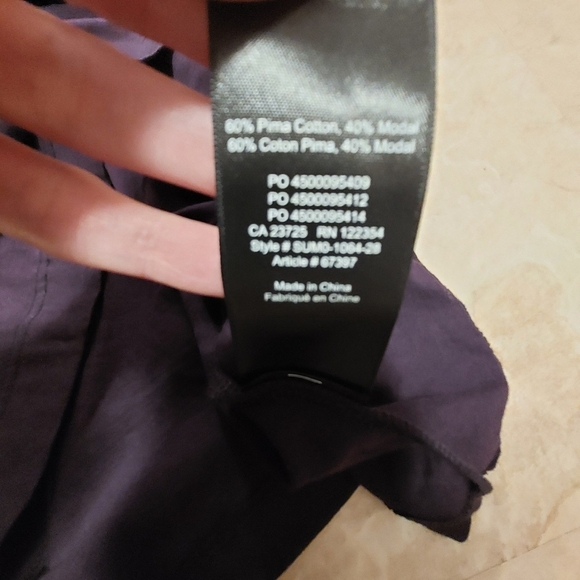 60% Pima Cotton, 40% Modal
60% Coton Pima, 40% Modal
PO 4500095409
PO 4500095412
PO 4500095414
CA 23725 RN 122354
Style # SUM0-1064-28
Article # 67397
Made in China
Fabriqué en Chine